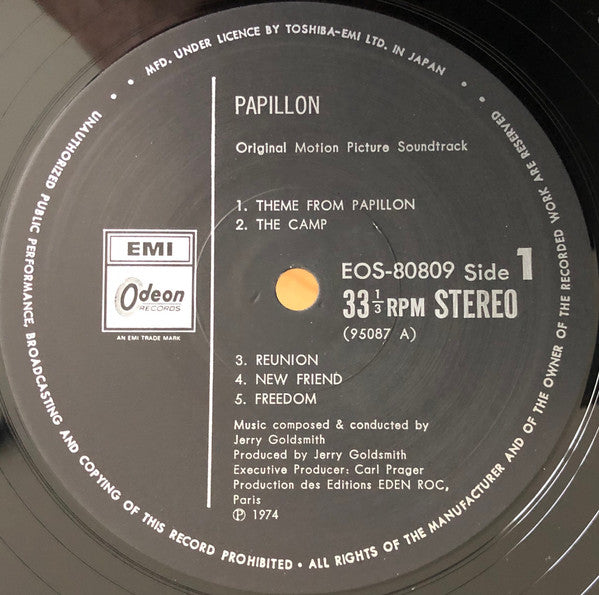 MFD. UNDER LICENCE BY TOSHIBA-EMI LTD. IN JAPAN
UNAUTHORIZED PUBLIC PERFORMANCE, BROADCASTING AND COPYING OF THIS RECORD PROHIBITED • ALL RIGHTS OF THE MANUFACTURER AND OF THE OWNER OF THE RECORDED WORK ARE RESERVED
PAPILLON
Original Motion Picture Soundtrack
1. THEME FROM PAPILLON
2. THE CAMP
EMI
Odeon
RECORDS
AN EMI TRADE MARK
EOS-80809 Side 1
33 1/3 RPM STEREO
(95087 A)
3. REUNION
4. NEW FRIEND
5. FREEDOM
Music composed & conducted by
Jerry Goldsmith
Produced by Jerry Goldsmith
Executive Producer: Carl Prager
Production des Editions EDEN ROC,
Paris
℗ 1974